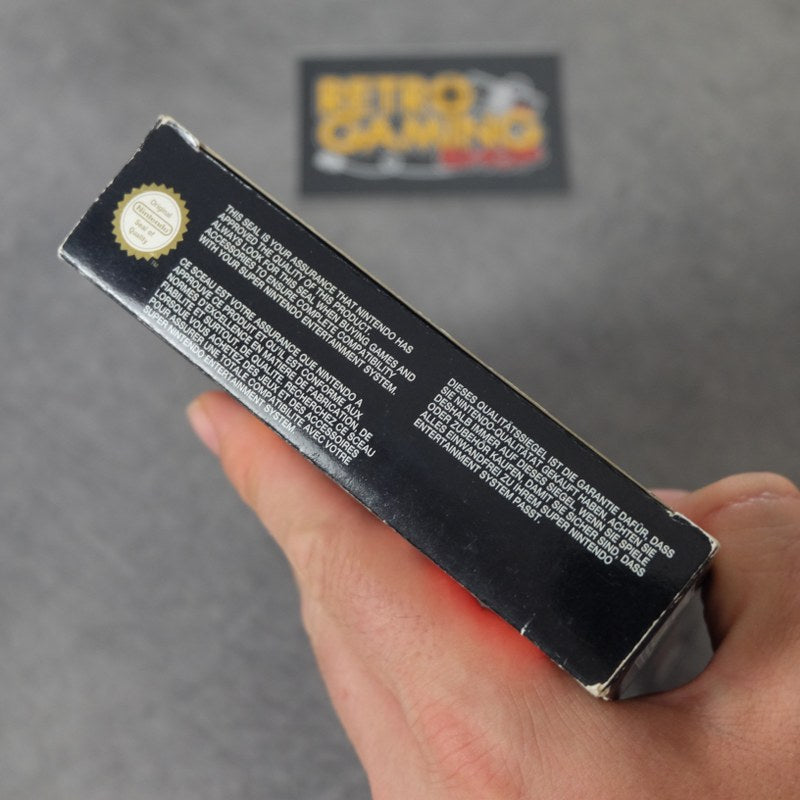 RETRO
GAMING
Original
Nintendo
Seal of
Quality
TM
THIS SEAL IS YOUR ASSURANCE THAT NINTENDO HAS
APPROVED THE QUALITY OF THIS PRODUCT.
ALWAYS LOOK FOR THIS SEAL WHEN BUYING GAMES AND
ACCESSORIES TO ENSURE COMPLETE COMPATIBILITY
WITH YOUR SUPER NINTENDO ENTERTAINMENT SYSTEM.
CE SCEAU EST VOTRE ASSURANCE QUE NINTENDO A
APPROUVE CE PRODUIT ET QU'IL EST CONFORME AUX
NORMES D'EXCELLENCE EN MATIERE DE FABRICATION, DE
FIABILITE ET SURTOUT DE QUALITE. RECHERCHEZ CE SCEAU
LORSQUE VOUS ACHETEZ DES JEUX ET DES ACCESSOIRES
POUR ASSURER UNE TOTALE COMPATIBILITE AVEC VOTRE
SUPER NINTENDO ENTERTAINMENT SYSTEM.
DIESES QUALITÄTSSIEGEL IST DIE GARANTIE DAFÜR, DASS
SIE NINTENDO-QUALITÄT GEKAUFT HABEN. ACHTEN SIE
DESHALB IMMER AUF DIESES SIEGEL, WENN SIE SPIELE
ODER ZUBEHÖR KAUFEN, DAMIT SIE SICHER SIND, DASS
ALLES EINWANDFREI ZU IHREM SUPER NINTENDO
ENTERTAINMENT SYSTEM PASST.